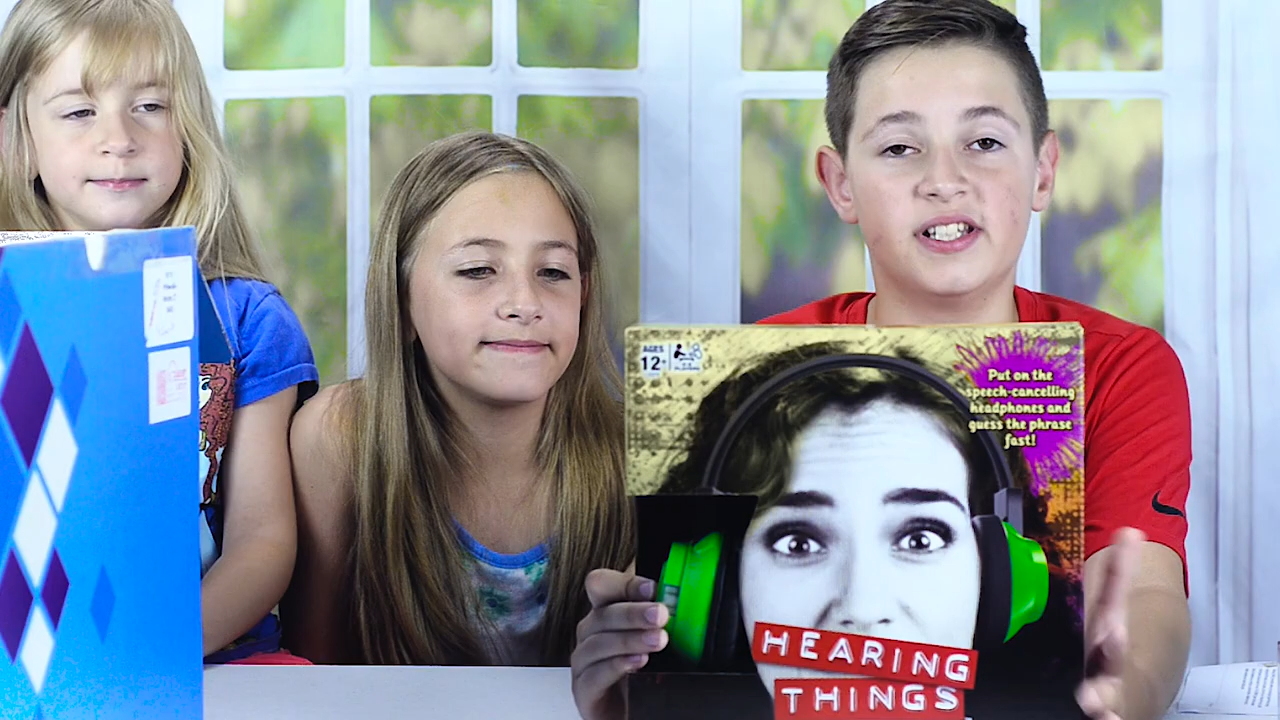 AGES
12+
Put on the
speech-cancelling
headphones and
guess the phrase
fast!
HEARING
THINGS